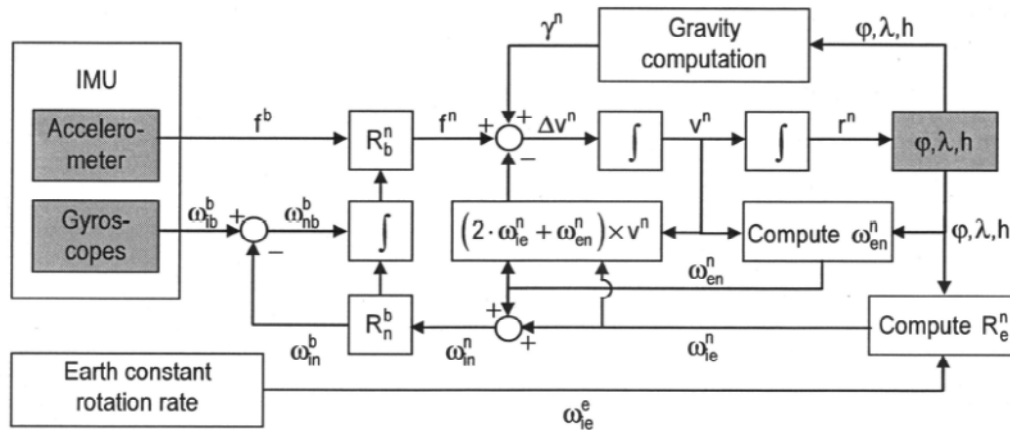 γⁿ
Gravity
computation
φ,λ,h
IMU
Accelero-
meter
f^b
R_b^n
f^n
+
+
−
Δv^n
∫
v^n
∫
r^n
φ,λ,h
Gyros-
copes
ω_ib^b
+
−
ω_nb^b
∫
(2·ω_ie^n + ω_en^n)×v^n
Compute ω_en^n
φ,λ,h
ω_en^n
R_n^b
+
+
Compute R_e^n
ω_in^b
ω_in^n
ω_ie^n
Earth constant
rotation rate
ω_ie^e